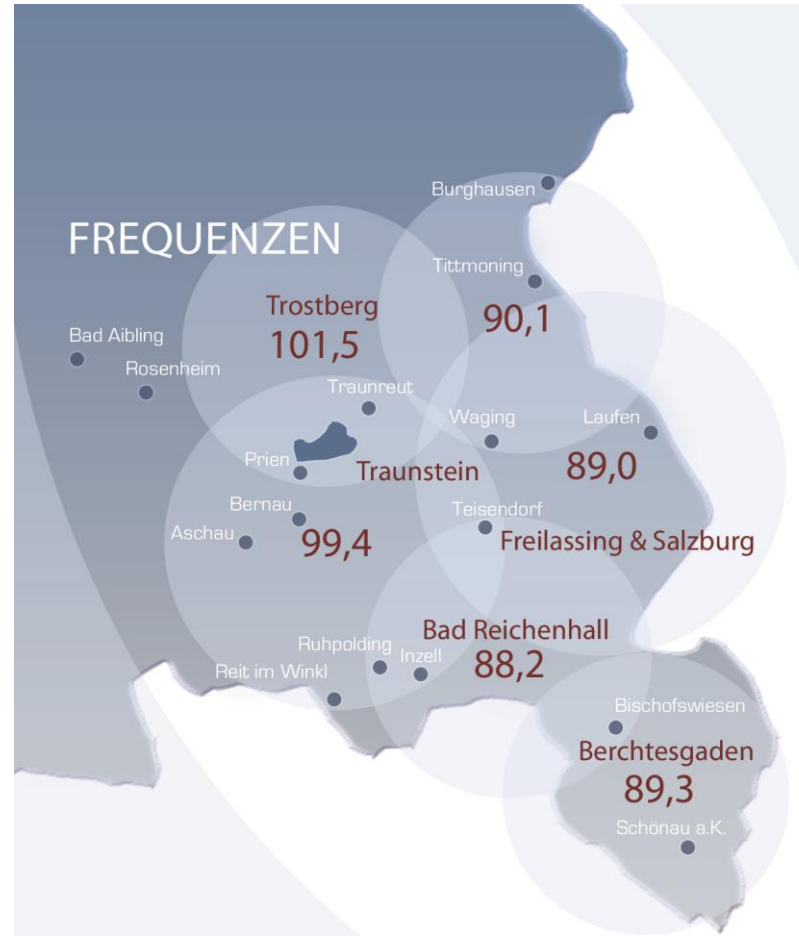 Burghausen
FREQUENZEN
Tittmoning
Trostberg
101,5
90,1
Bad Aibling
Rosenheim
Traunreut
Waging
Laufen
Prien
Traunstein
89,0
Bernau
Teisendorf
Aschau
99,4
Freilassing & Salzburg
Bad Reichenhall
Ruhpolding
Inzell
88,2
Reit im Winkl
Bischofswiesen
Berchtesgaden
89,3
Schönau a.K.